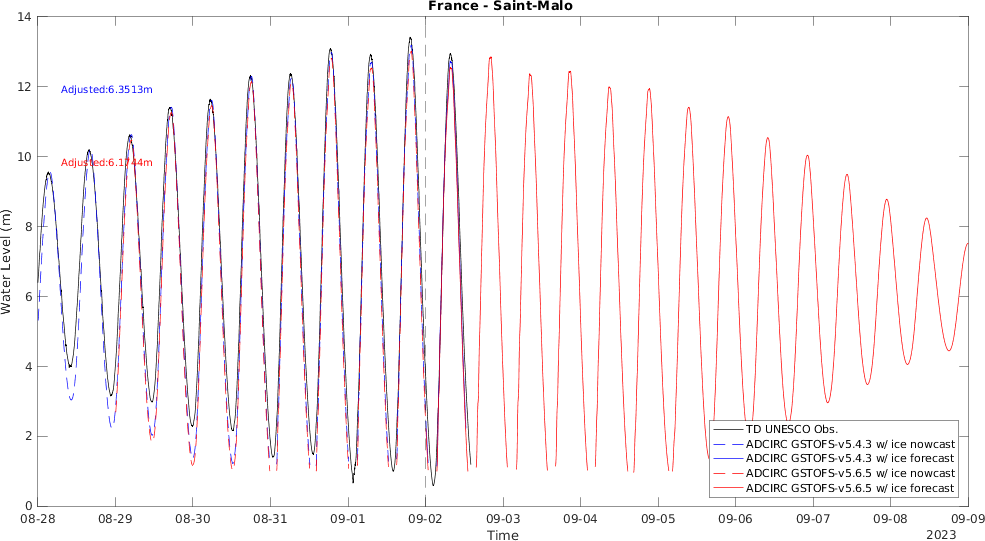 France - Saint-Malo
14
12
10
8
6
4
2
0
Water Level (m)
Adjusted:6.3513m
Adjusted:6.1744m
TD UNESCO Obs.
ADCIRC GSTOFS-v5.4.3 w/ ice nowcast
ADCIRC GSTOFS-v5.4.3 w/ ice forecast
ADCIRC GSTOFS-v5.6.5 w/ ice nowcast
ADCIRC GSTOFS-v5.6.5 w/ ice forecast
08-28 08-29 08-30 08-31 09-01 09-02 09-03 09-04 09-05 09-06 09-07 09-08 09-09
Time
2023